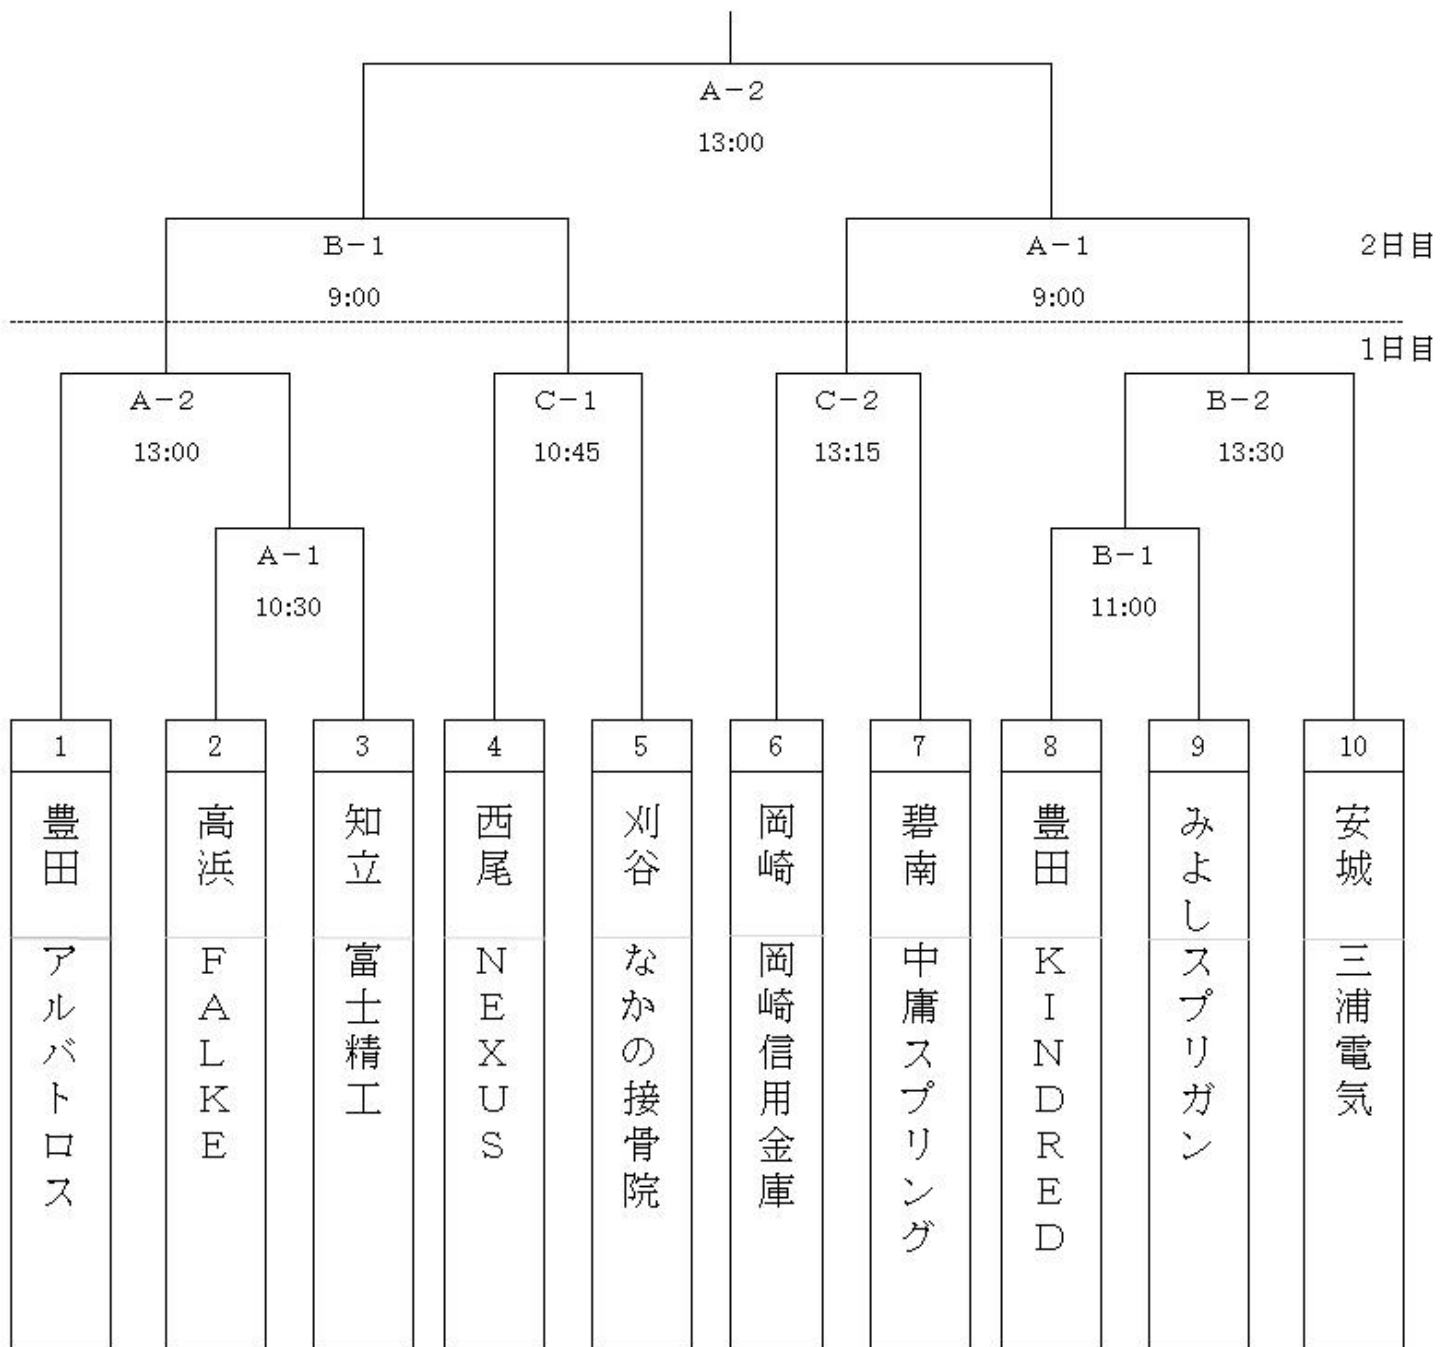 A-2
13:00
B-1
A-1
2日目
9:00
9:00
1日目
A-2
C-1
C-2
B-2
13:00
10:45
13:15
13:30
A-1
B-1
10:30
11:00
1
2
3
4
5
6
7
8
9
10
豊田 アルバトロス
高浜 FALKE
知立 富士精工
西尾 NEXUS
刈谷 なかの接骨院
岡崎 岡崎信用金庫
碧南 中庸スプリング
豊田 KINDRED
みよし スプリガン
安城 三浦電気